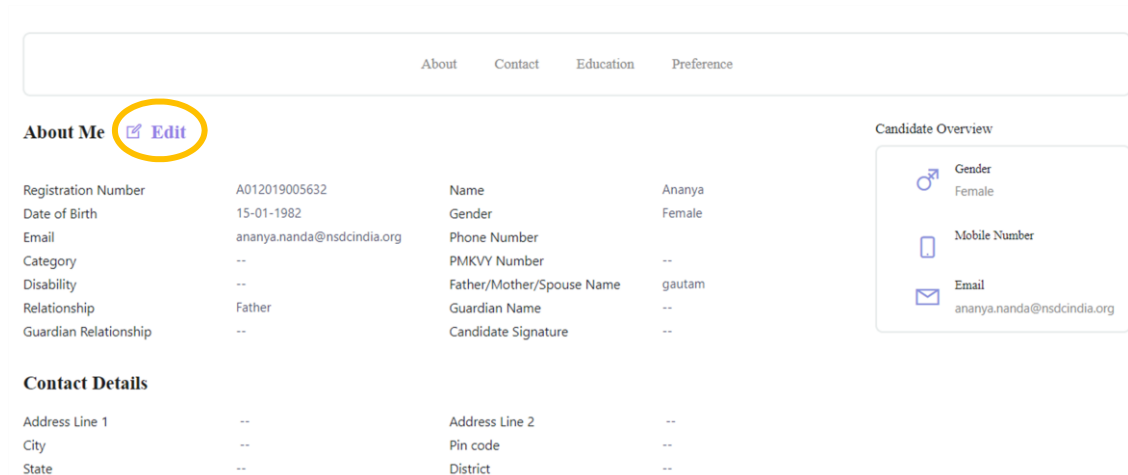 About Contact Education Preference
About Me Edit
Registration Number A012019005632 Name Ananya
Date of Birth 15-01-1982 Gender Female
Email ananya.nanda@nsdcindia.org Phone Number
Category -- PMKVY Number --
Disability -- Father/Mother/Spouse Name gautam
Relationship Father Guardian Name --
Guardian Relationship -- Candidate Signature --
Contact Details
Address Line 1 -- Address Line 2 --
City -- Pin code --
State -- District --
Candidate Overview
Gender
Female
Mobile Number
Email
ananya.nanda@nsdcindia.org